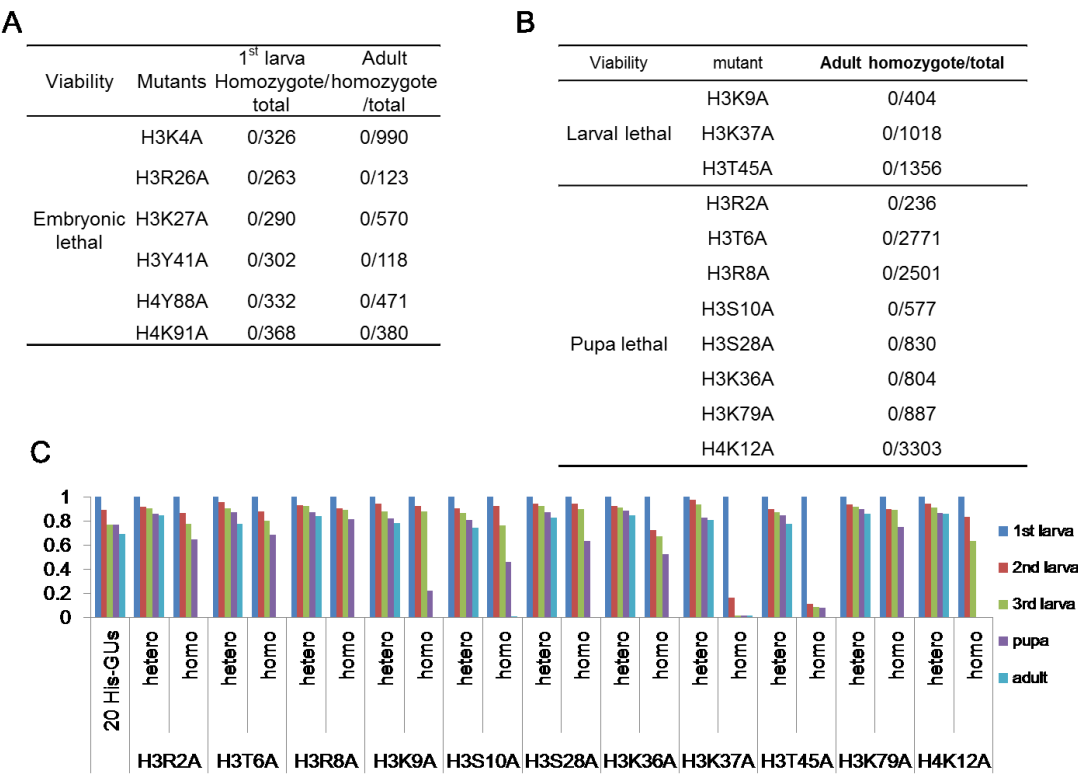 A
Viability Mutants 1st larva Homozygote/total Adult homozygote/total
Embryonic lethal
H3K4A 0/326 0/990
H3R26A 0/263 0/123
H3K27A 0/290 0/570
H3Y41A 0/302 0/118
H4Y88A 0/332 0/471
H4K91A 0/368 0/380
B
Viability mutant Adult homozygote/total
Larval lethal
H3K9A 0/404
H3K37A 0/1018
H3T45A 0/1356
Pupa lethal
H3R2A 0/236
H3T6A 0/2771
H3R8A 0/2501
H3S10A 0/577
H3S28A 0/830
H3K36A 0/804
H3K79A 0/887
H4K12A 0/3303
C
1
0.8
0.6
0.4
0.2
0
20 His-GUs hetero homo hetero homo hetero homo hetero homo hetero homo hetero homo hetero homo hetero homo hetero homo hetero homo hetero homo
H3R2A H3T6A H3R8A H3K9A H3S10A H3S28A H3K36A H3K37A H3T45A H3K79A H4K12A
1st larva
2nd larva
3rd larva
pupa
adult